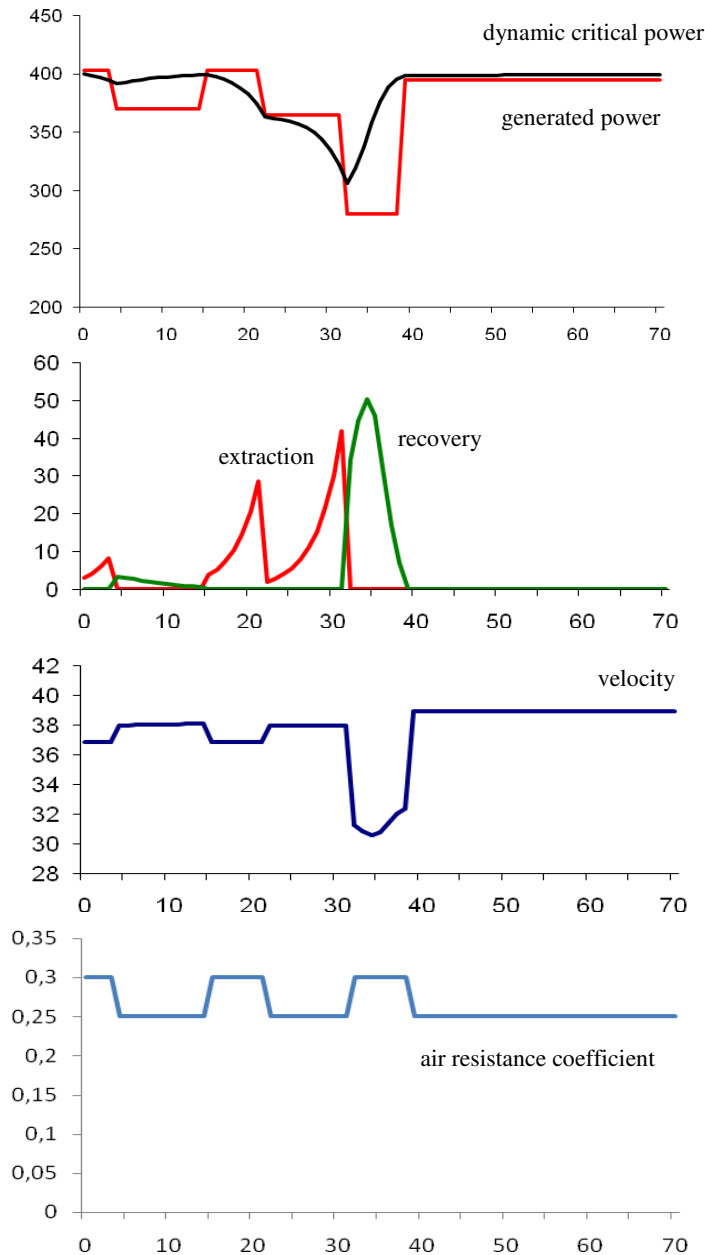 450
dynamic critical power
400
350
generated power
300
250
200
0 10 20 30 40 50 60 70
60
50
40
recovery
extraction
30
20
10
0
0 10 20 30 40 50 60 70
42
velocity
40
38
36
34
32
30
28
0 10 20 30 40 50 60 70
0,35
0,3
0,25
0,2
air resistance coefficient
0,15
0,1
0,05
0
0 10 20 30 40 50 60 70